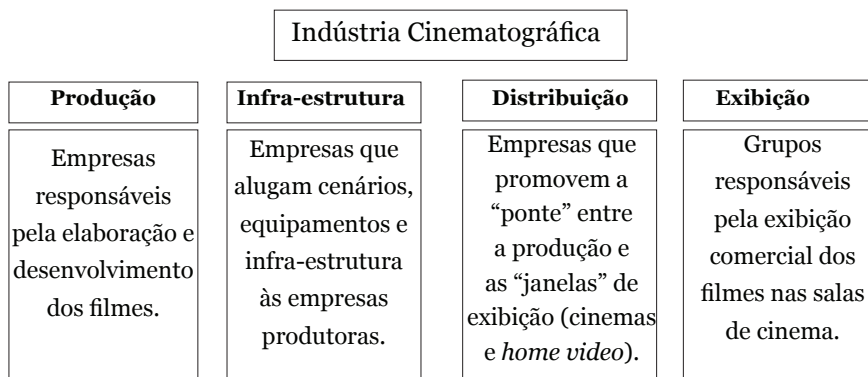 Indústria Cinematográfica
Produção
Empresas
responsáveis
pela elaboração e
desenvolvimento
dos filmes.
Infra-estrutura
Empresas que
alugam cenários,
equipamentos e
infra-estrutura
às empresas
produtoras.
Distribuição
Empresas que
promovem a
“ponte” entre
a produção e
as “janelas” de
exibição (cinemas
e home video).
Exibição
Grupos
responsáveis
pela exibição
comercial dos
filmes nas salas
de cinema.